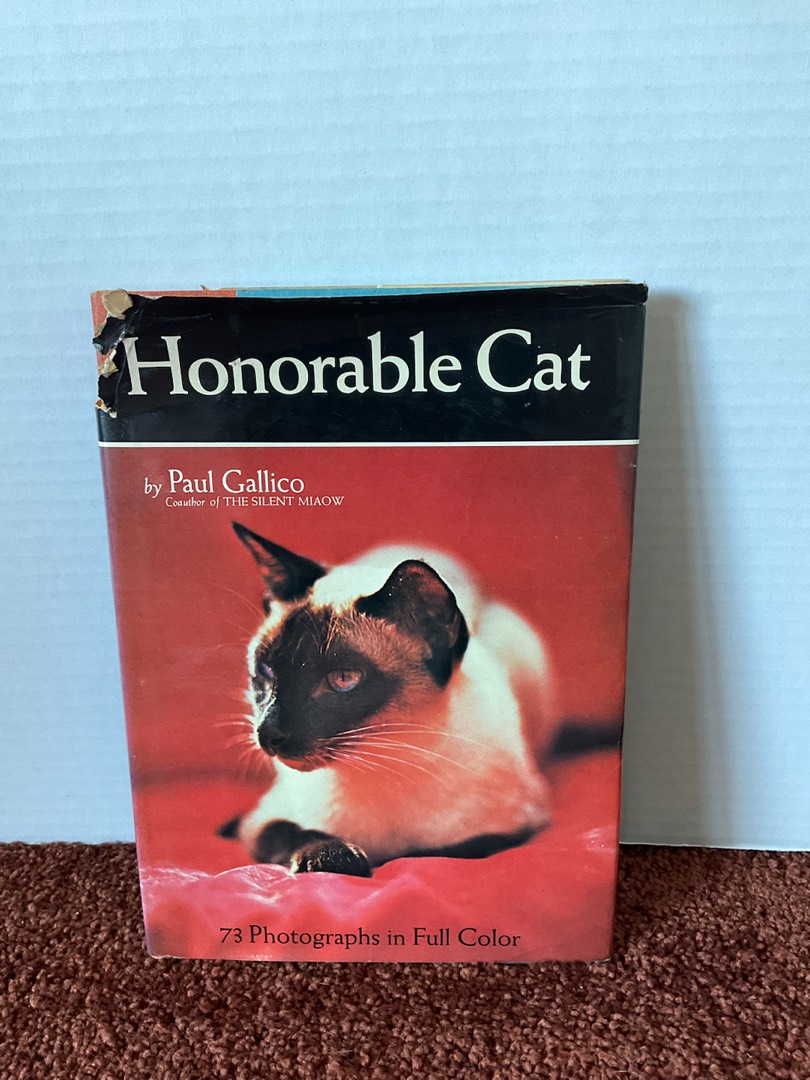 Honorable Cat
by Paul Gallico
Coauthor of THE SILENT MIAOW
73 Photographs in Full Color